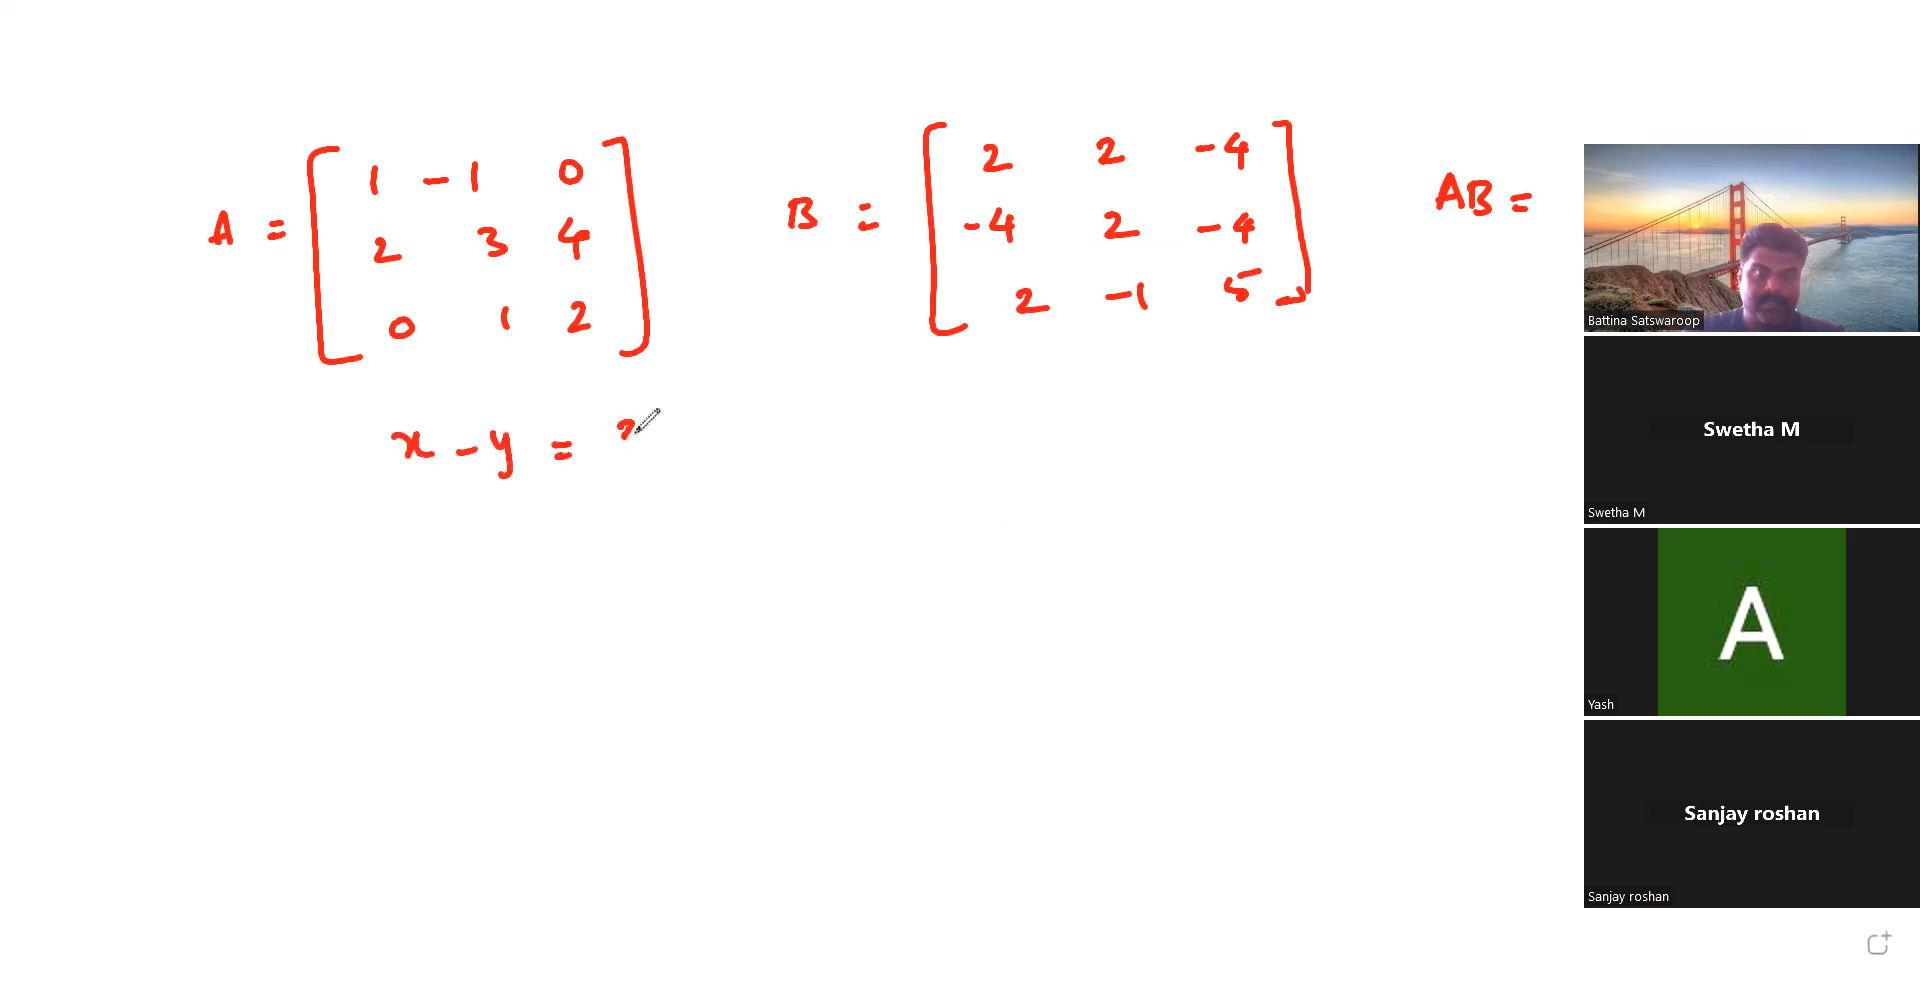 A = [ 1 -1 0
2 3 4
0 1 2 ]
B = [ 2 2 -4
-4 2 -4
2 -1 5 ]
AB =
x - y =
Battina Satswaroop
Swetha M
Swetha M
A
Yash
Sanjay roshan
Sanjay roshan